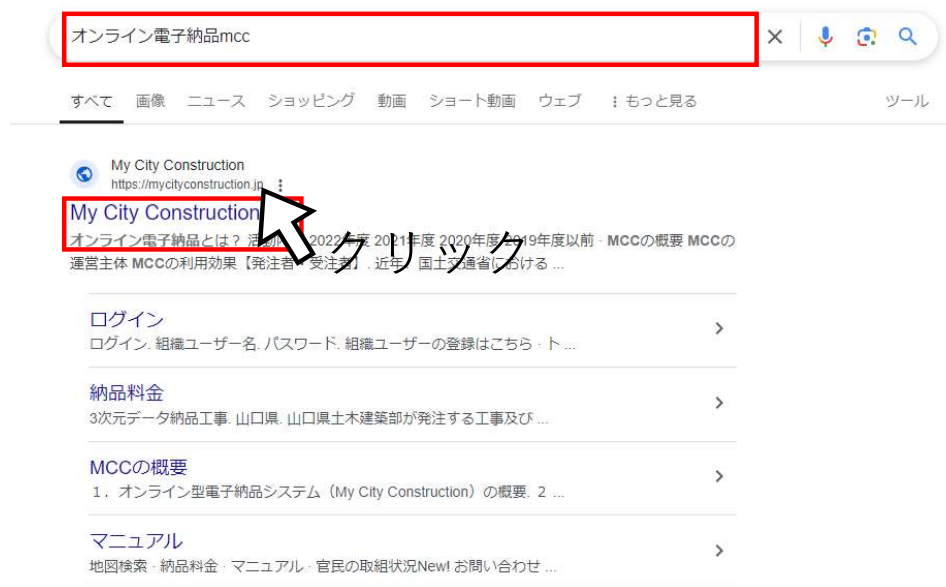 オンライン電子納品mcc
すべて 画像 ニュース ショッピング 動画 ショート動画 ウェブ もっと見る ツール
My City Construction
https://mycityconstruction.jp
My City Construction
オンライン電子納品とは? 活動 2022年度 2021年度 2020年度 2019年度以前 · MCCの概要 MCCの
運営主体 MCCの利用効果【発注者・受注者】. 近年、国土交通省における ...
クリック
ログイン
ログイン. 組織ユーザー名. パスワード. 組織ユーザーの登録はこちら · ト ...
納品料金
3次元データ納品工事. 山口県. 山口県土木建築部が発注する工事及び ...
MCCの概要
1．オンライン型電子納品システム（My City Construction）の概要. 2 ...
マニュアル
地図検索 · 納品料金 · マニュアル · 官民の取組状況New! お問い合わせ ...